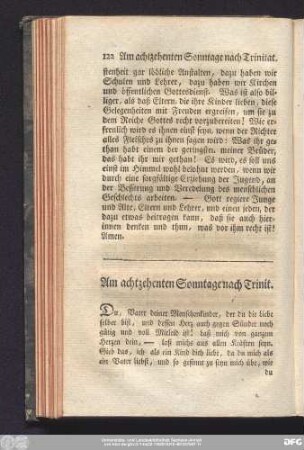 122 Am achtzehenten Sonntage nach Trinitat.
stenheit gar löbliche Anstalten, dazu haben wir
Schulen und Lehrer, dazu haben wir Kirchen
und öffentlichen Gottesdienst. Was ist also bil-
liger, als daß Eltern, die ihre Kinder lieben, diese
Gelegenheiten mit Freuden ergreifen, um sie zu
dem Reiche Gottes recht vorzubereiten! Wie er-
freulich wird es ihnen einst seyn, wenn der Richter
alles Fleisches zu ihnen sagen wird: Was ihr ge-
than habt einem der geringsten meiner Brüder,
das habt ihr mir gethan! Es wird, es soll uns
einst im Himmel wohl belohnt werden, wenn wir
durch eine sorgfältige Erziehung der Jugend, an
der Besserung und Veredelung des menschlichen
Geschlechts arbeiten. — Gott regiere Junge
und Alte, Eltern und Lehrer, und einen jeden, der
dazu etwas beitragen kann, daß sie auch hier-
innen denken und thun, was vor ihm recht ist!
Amen.
Am achtzehenten Sonntage nach Trinit.
Du, Vater deiner Menschenkinder, der du die Liebe
selber bist, und dessen Herz auch gegen Sünder noch
gütig und voll Mitleid ist! laß mich von ganzem
Herzen dein, — laß michs aus allen Kräften seyn.
Gieb das, ich, als ein Kind dich liebt, da du mich als
ein Vater liebst, und so gesinnt zu seyn mich übe, wie
du